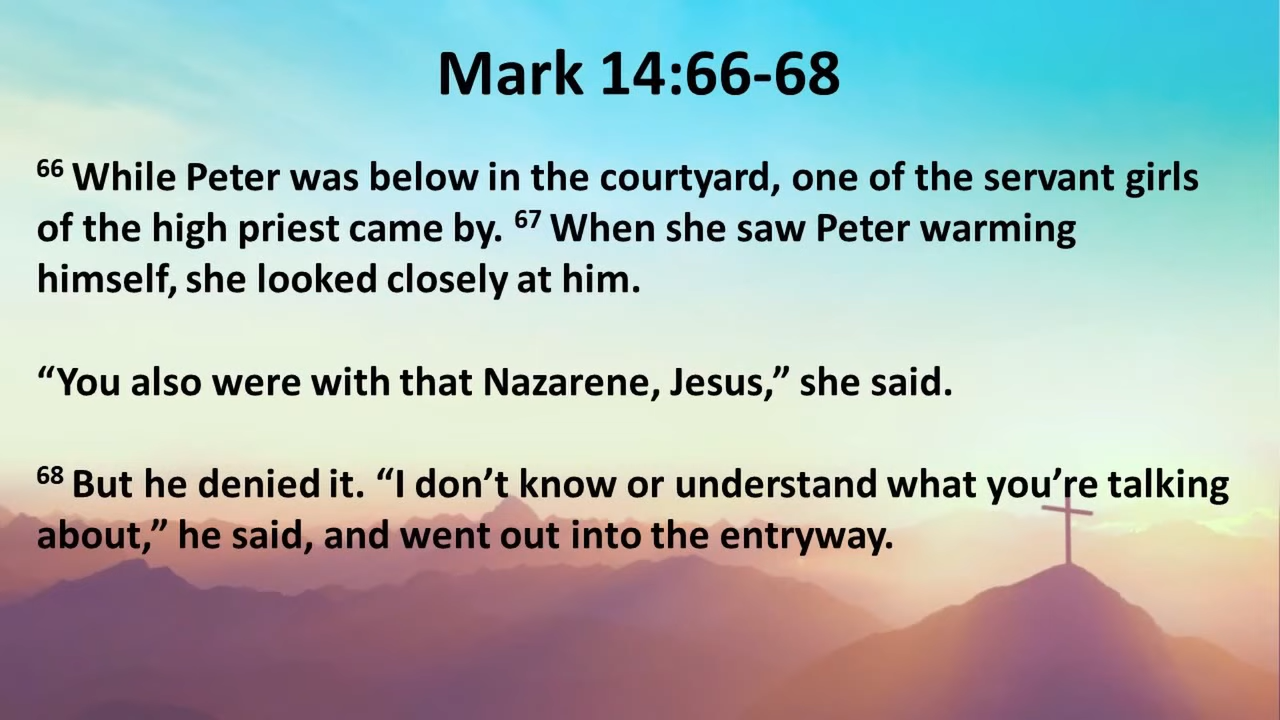 Mark 14:66-68
66 While Peter was below in the courtyard, one of the servant girls
of the high priest came by. 67 When she saw Peter warming
himself, she looked closely at him.
“You also were with that Nazarene, Jesus,” she said.
68 But he denied it. “I don’t know or understand what you’re talking
about,” he said, and went out into the entryway.